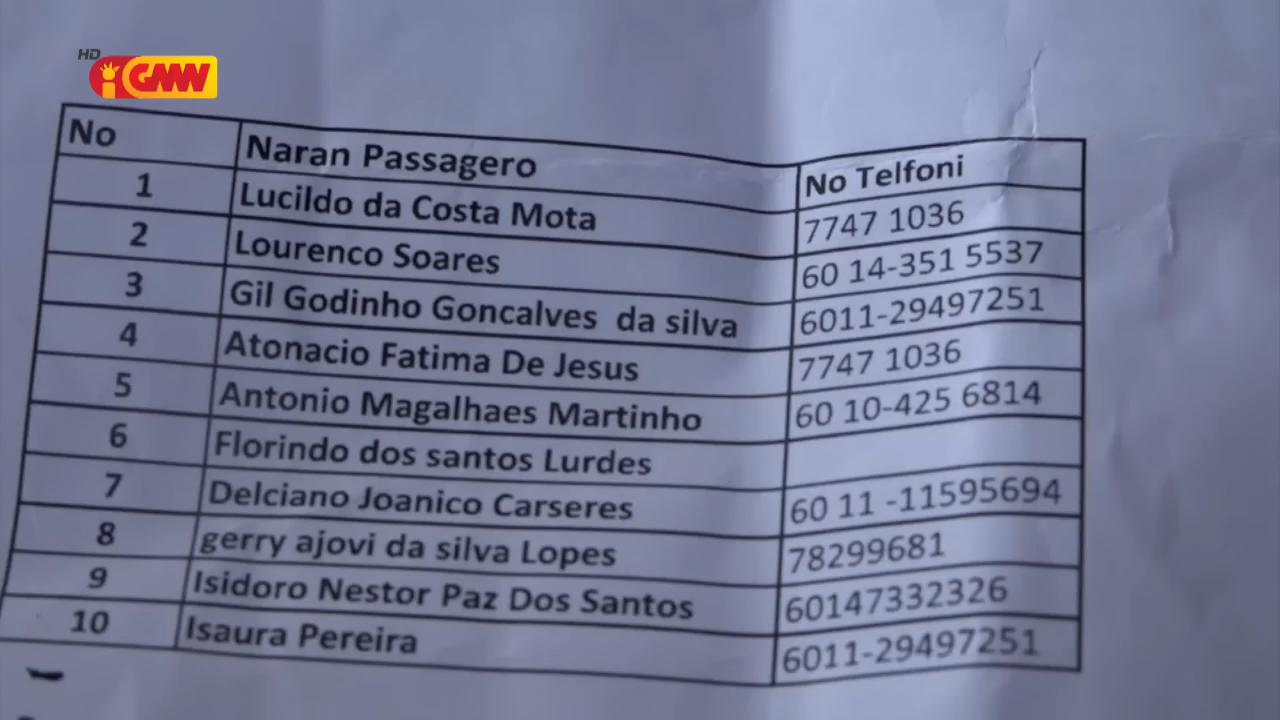 HD
GMN
No Naran Passagero No Telfoni
1 Lucildo da Costa Mota 7747 1036
2 Lourenco Soares 60 14-351 5537
3 Gil Godinho Goncalves da silva 6011-29497251
4 Atonacio Fatima De Jesus 7747 1036
5 Antonio Magalhaes Martinho 60 10-425 6814
6 Florindo dos santos Lurdes
7 Delciano Joanico Carseres 60 11 -11595694
8 gerry ajovi da silva Lopes 78299681
9 Isidoro Nestor Paz Dos Santos 60147332326
10 Isaura Pereira 6011-29497251